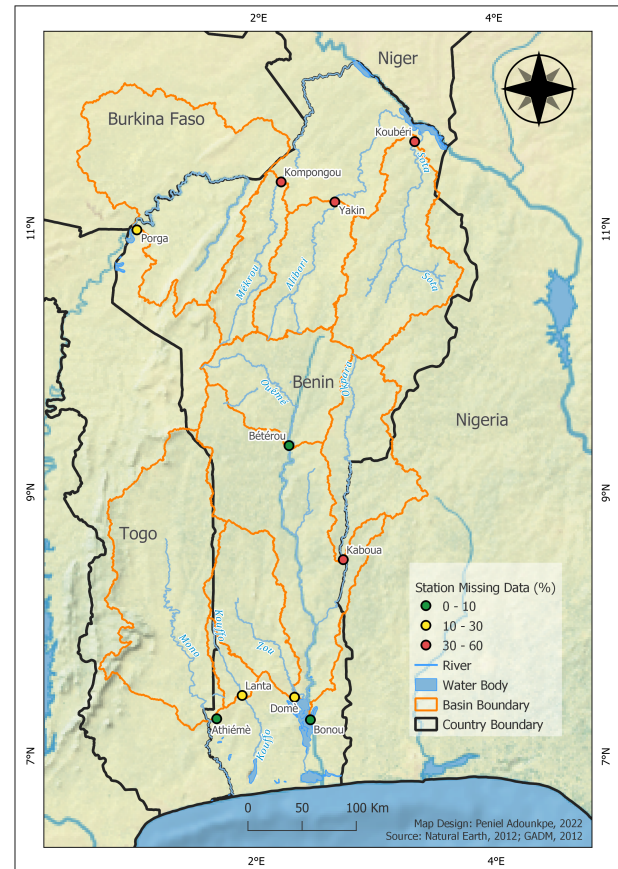 2°E
4°E
Niger
Burkina Faso
Koubéri
Sota
Kompongou
Yakin
11°N
11°N
Porga
Mékrou
Alibori
Sota
Okpara
Benin
Ouémé
Nigeria
Bétérou
9°N
9°N
Togo
Kaboua
Station Missing Data (%)
0 - 10
10 - 30
30 - 60
River
Water Body
Basin Boundary
Country Boundary
Kouffo
Mono
Zou
Lanta
Domè
Athiémè
Bonou
Kouffo
7°N
7°N
0 50 100 Km
Map Design: Peniel Adounkpe, 2022
Source: Natural Earth, 2012; GADM, 2012
2°E
4°E